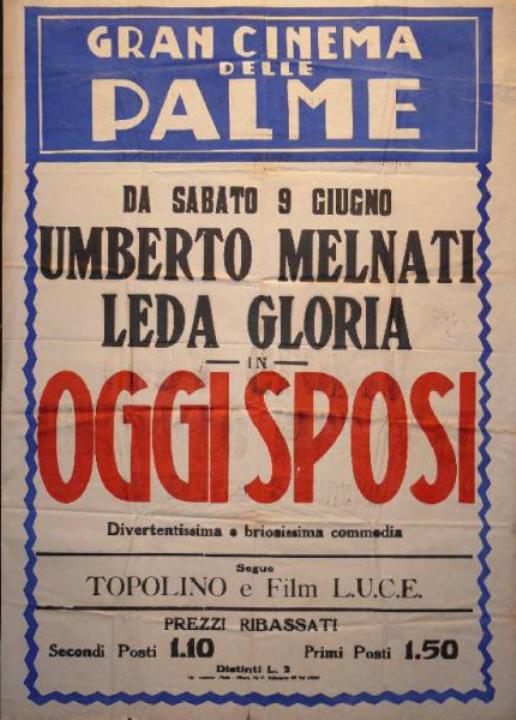 GRAN CINEMA
DELLE
PALME
DA SABATO 9 GIUGNO
UMBERTO MELNATI
LEDA GLORIA
— IN —
OGGI SPOSI
Divertentissima e briosissima commedia
Segue
TOPOLINO e Film L.U.C.E.
PREZZI RIBASSATI
Secondi Posti 1.10 Primi Posti 1.50
Distinti L. 2